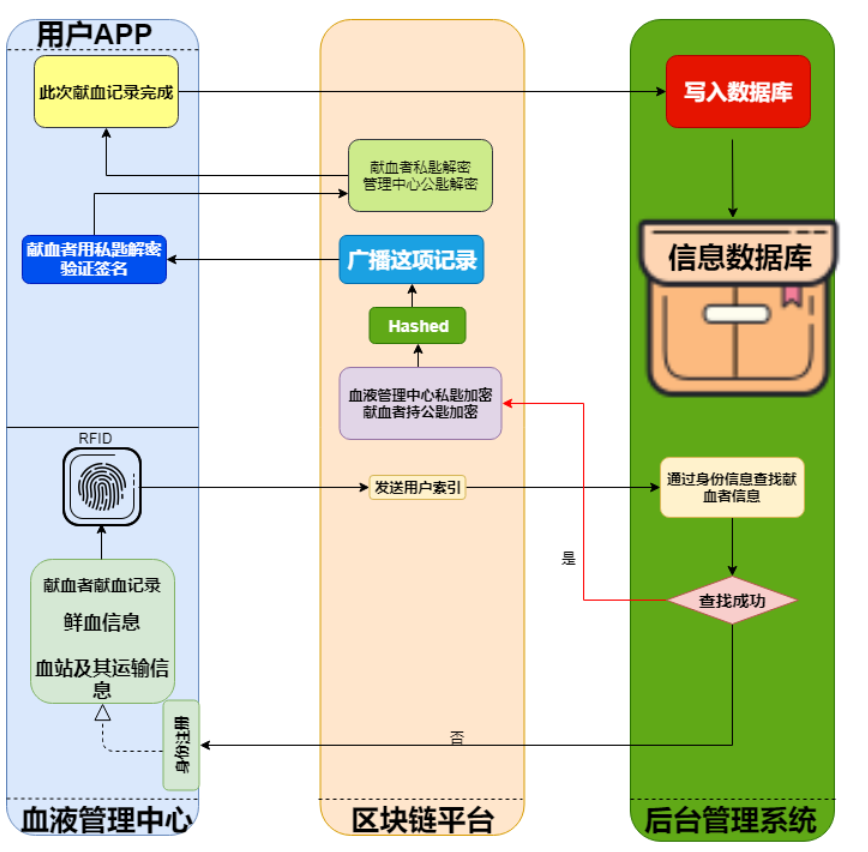 用户APP
此次献血记录完成
写入数据库
献血者私匙解密
管理中心公匙解密
献血者用私匙解密
验证签名
广播这项记录
信息数据库
Hashed
血液管理中心私匙加密
献血者持公匙加密
RFID
发送用户索引
通过身份信息查找献
血者信息
是
查找成功
献血者献血记录
鲜血信息
血站及其运输信
息
身份注册
否
血液管理中心
区块链平台
后台管理系统